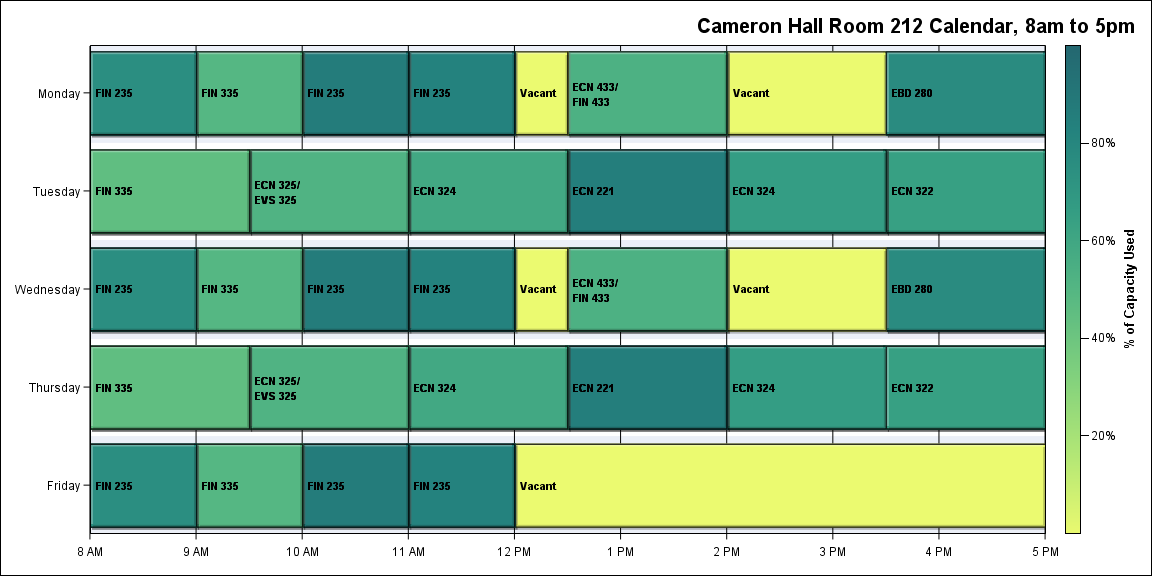 Cameron Hall Room 212 Calendar, 8am to 5pm
Monday
FIN 235
FIN 335
FIN 235
FIN 235
Vacant
ECN 433/
FIN 433
Vacant
EBD 280
Tuesday
FIN 335
ECN 325/
EVS 325
ECN 324
ECN 221
ECN 324
ECN 322
Wednesday
FIN 235
FIN 335
FIN 235
FIN 235
Vacant
ECN 433/
FIN 433
Vacant
EBD 280
Thursday
FIN 335
ECN 325/
EVS 325
ECN 324
ECN 221
ECN 324
ECN 322
Friday
FIN 235
FIN 335
FIN 235
FIN 235
Vacant
8 AM
9 AM
10 AM
11 AM
12 PM
1 PM
2 PM
3 PM
4 PM
5 PM
80%
60%
40%
20%
% of Capacity Used